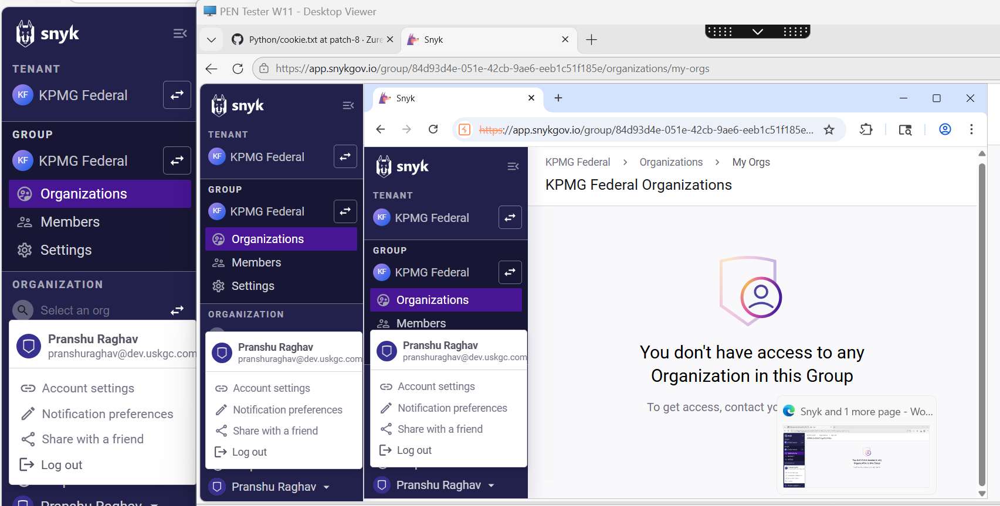 snyk
TENANT
KF KPMG Federal
GROUP
KF KPMG Federal
Organizations
Members
Settings
ORGANIZATION
Select an org
Pranshu Raghav
pranshuraghav@dev.uskgc.com
Account settings
Notification preferences
Share with a friend
Log out
Pranshu Raghav
PEN Tester W11 - Desktop Viewer
Python/cookie.txt at patch-8 · Zure
Snyk
https://app.snykgov.io/group/84d93d4e-051e-42cb-9ae6-eeb1c51f185e/organizations/my-orgs
snyk
TENANT
KF KPMG Federal
GROUP
KF KPMG Federal
Organizations
Members
Settings
ORGANIZATION
Pranshu Raghav
pranshuraghav@dev.uskgc.com
Account settings
Notification preferences
Share with a friend
Log out
Pranshu Raghav
Snyk
https://app.snykgov.io/group/84d93d4e-051e-42cb-9ae6-eeb1c51f185e...
snyk
TENANT
KF KPMG Federal
GROUP
KF KPMG Federal
Organizations
Members
Pranshu Raghav
pranshuraghav@dev.uskgc.com
Account settings
Notification preferences
Share with a friend
Log out
Pranshu Raghav
KPMG Federal > Organizations > My Orgs
KPMG Federal Organizations
You don't have access to any
Organization in this Group
To get access, contact yo
Snyk and 1 more page - Wo...